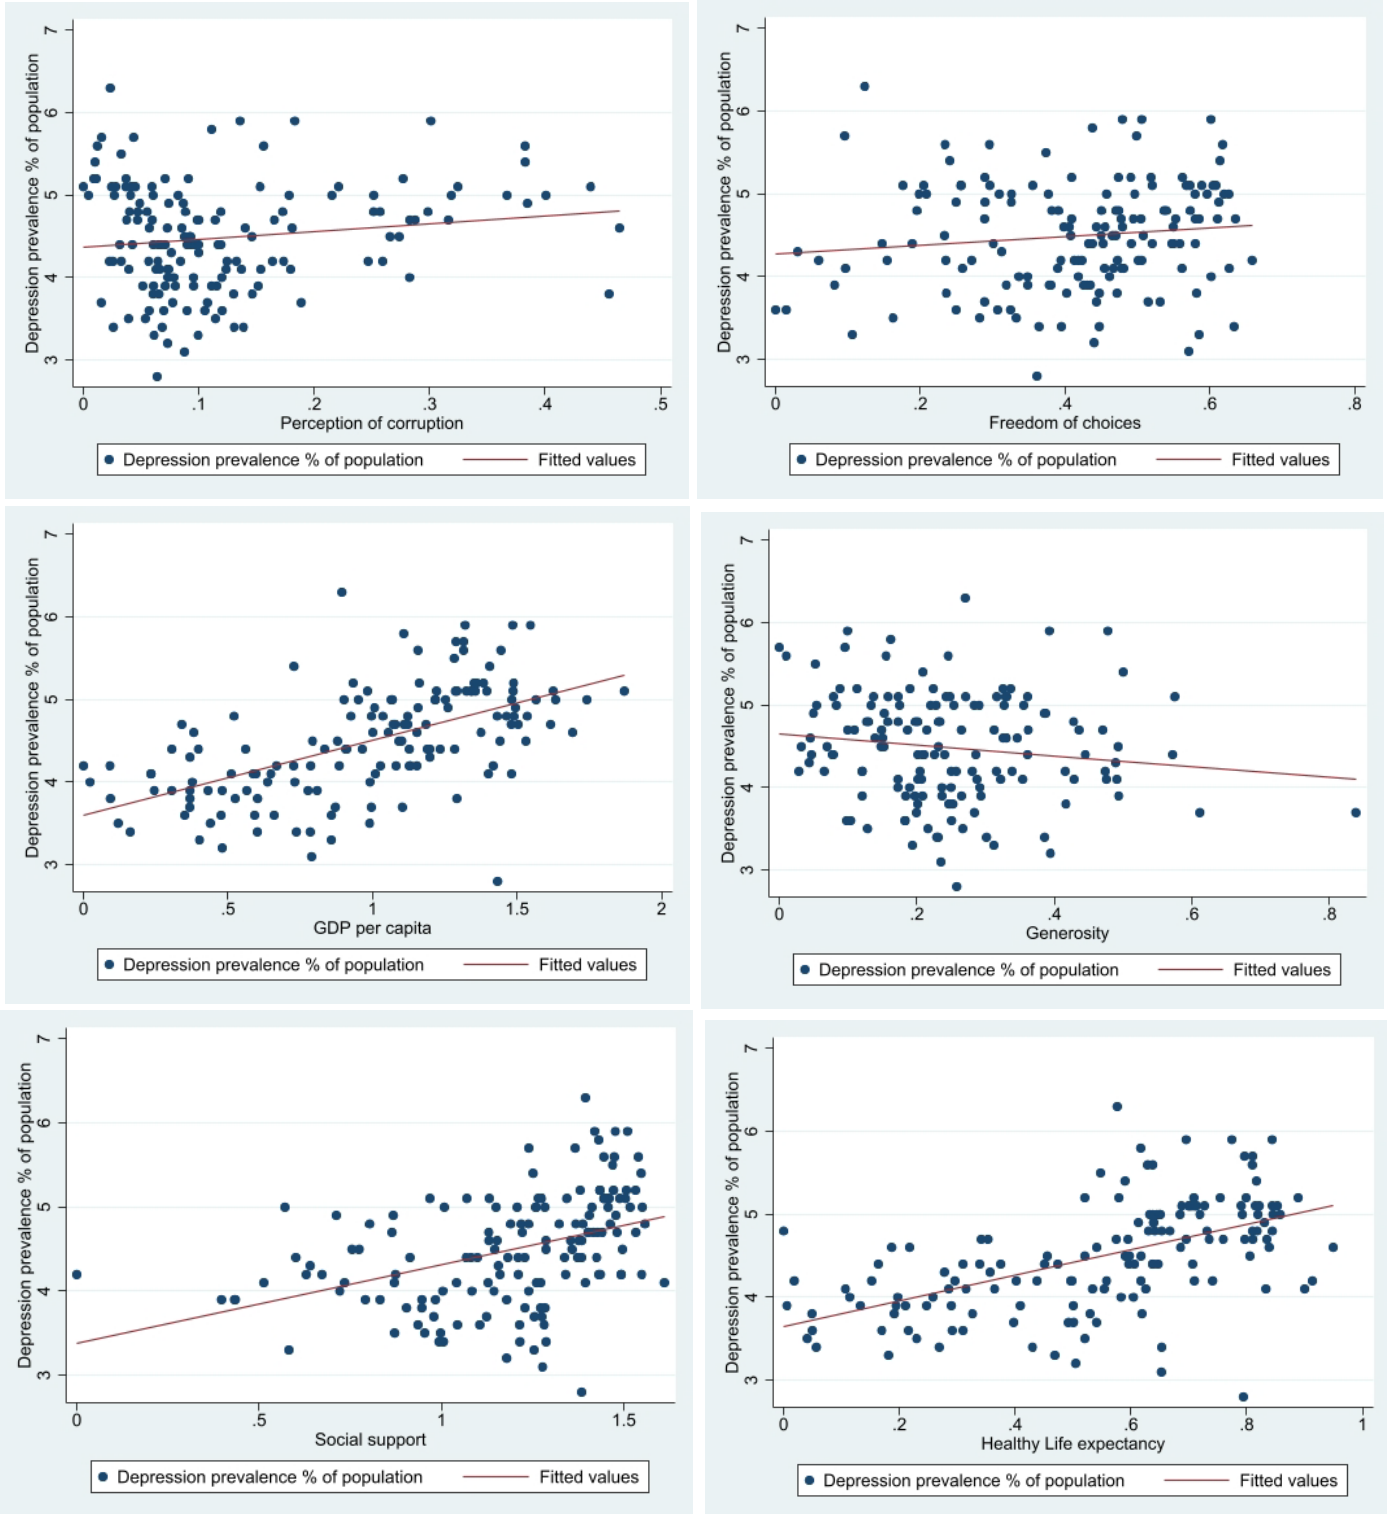 Depression prevalence % of population
7
6
5
4
3
0 .1 .2 .3 .4 .5
Perception of corruption
Depression prevalence % of population Fitted values
Depression prevalence % of population
7
6
5
4
3
0 .2 .4 .6 .8
Freedom of choices
Depression prevalence % of population Fitted values
Depression prevalence % of population
7
6
5
4
3
0 .5 1 1.5 2
GDP per capita
Depression prevalence % of population Fitted values
Depression prevalence % of population
7
6
5
4
3
0 .2 .4 .6 .8
Generosity
Depression prevalence % of population Fitted values
Depression prevalence % of population
7
6
5
4
3
0 .5 1 1.5
Social support
Depression prevalence % of population Fitted values
Depression prevalence % of population
7
6
5
4
3
0 .2 .4 .6 .8 1
Healthy Life expectancy
Depression prevalence % of population Fitted values